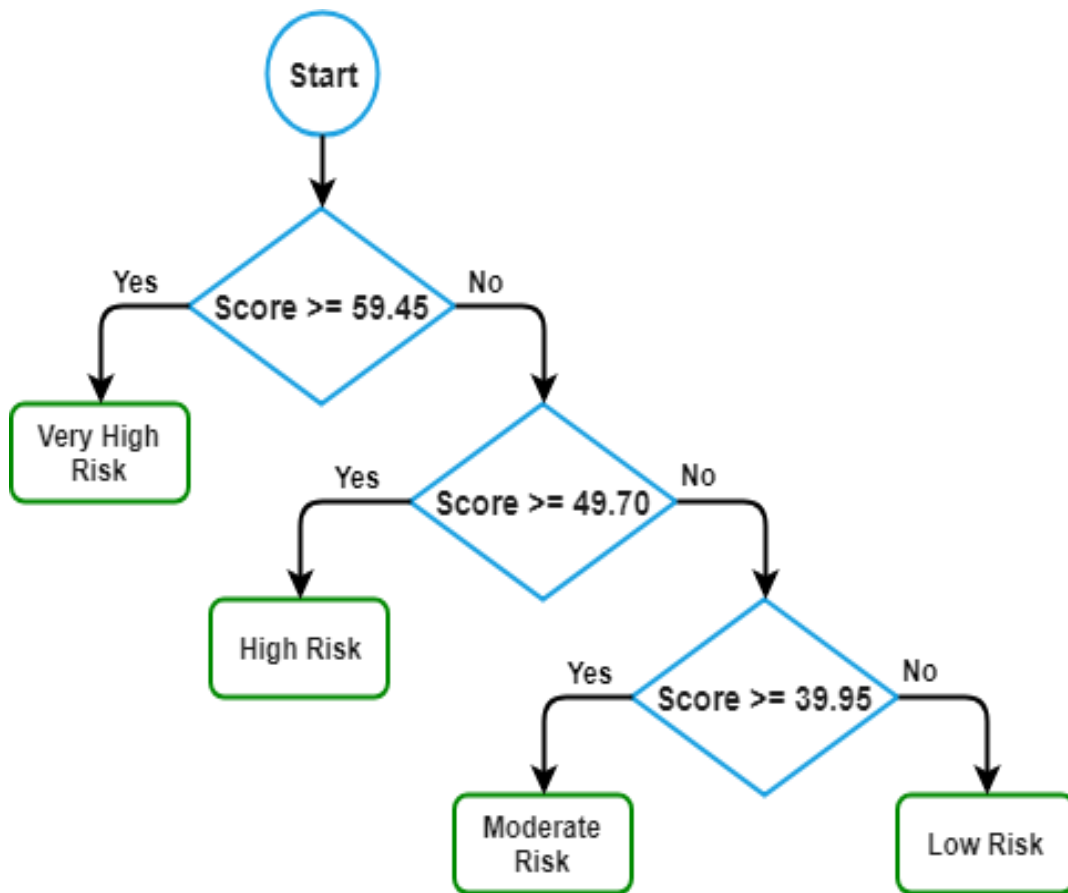 Start
Yes
No
Score >= 59.45
Very High
Risk
Yes
No
Score >= 49.70
High Risk
Yes
No
Score >= 39.95
Moderate
Risk
Low Risk